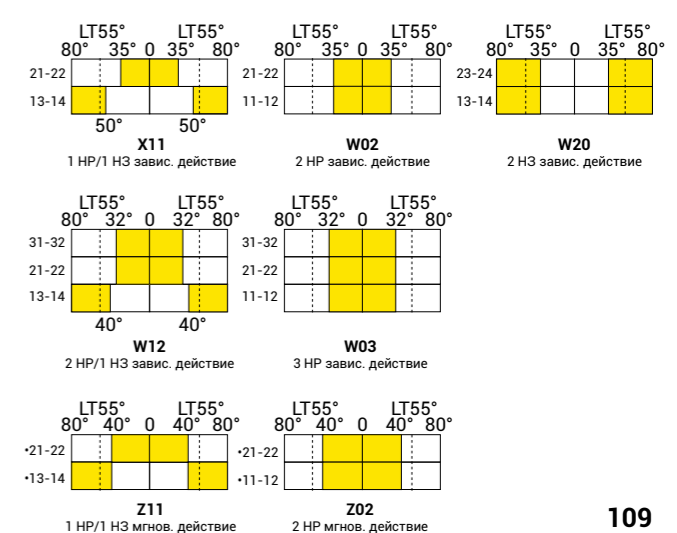 LT55° LT55°
80° 35° 0 35° 80°
21-22
13-14
50° 50°
X11
1 НР/1 НЗ завис. действие
LT55° LT55°
80° 35° 0 35° 80°
21-22
11-12
W02
2 НР завис. действие
LT55° LT55°
80° 35° 0 35° 80°
23-24
13-14
W20
2 НЗ завис. действие
LT55° LT55°
80° 32° 0 32° 80°
31-32
21-22
13-14
40° 40°
W12
2 НР/1 НЗ завис. действие
LT55° LT55°
80° 32° 0 32° 80°
31-32
21-22
11-12
W03
3 НР завис. действие
LT55° LT55°
80° 40° 0 40° 80°
•21-22
•13-14
Z11
1 НР/1 НЗ мгнов. действие
LT55° LT55°
80° 40° 0 40° 80°
•21-22
•11-12
Z02
2 НР мгнов. действие
109